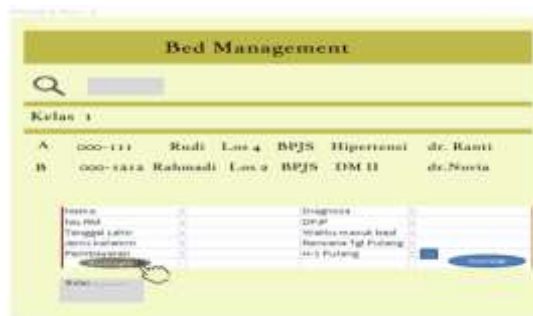 Bed Management
Kelas 1
A 000-111 Rudi Los 4 BPJS Hipertensi dr. Ranti
B 000-1212 Rahmadi Los 2 BPJS DM II dr.Novia
Nama : Diagnosa :
No.RM : DPJP :
Tanggal Lahir : Waktu masuk bed :
Jenis Kelamin : Rencana Tgl Pulang :
Pembayaran : H-1 Pulang :